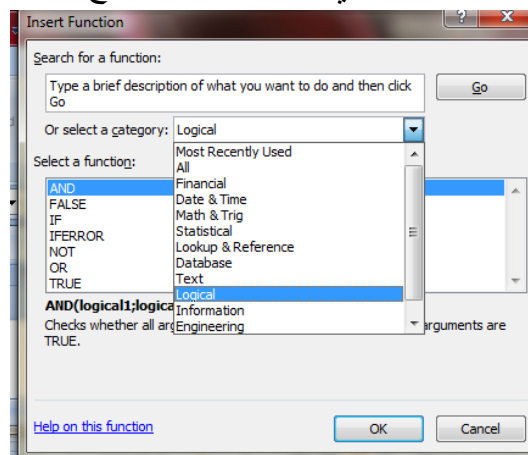 Insert Function
?
X
Search for a function:
Type a brief description of what you want to do and then click
Go
Go
Or select a category: Logical
Most Recently Used
All
Financial
Date & Time
Math & Trig
Statistical
Lookup & Reference
Database
Text
Logical
Information
Engineering
Select a function:
AND
FALSE
IF
IFERROR
NOT
OR
TRUE
AND(logical1;logica
Checks whether all arg
arguments are
TRUE.
Help on this function
OK
Cancel